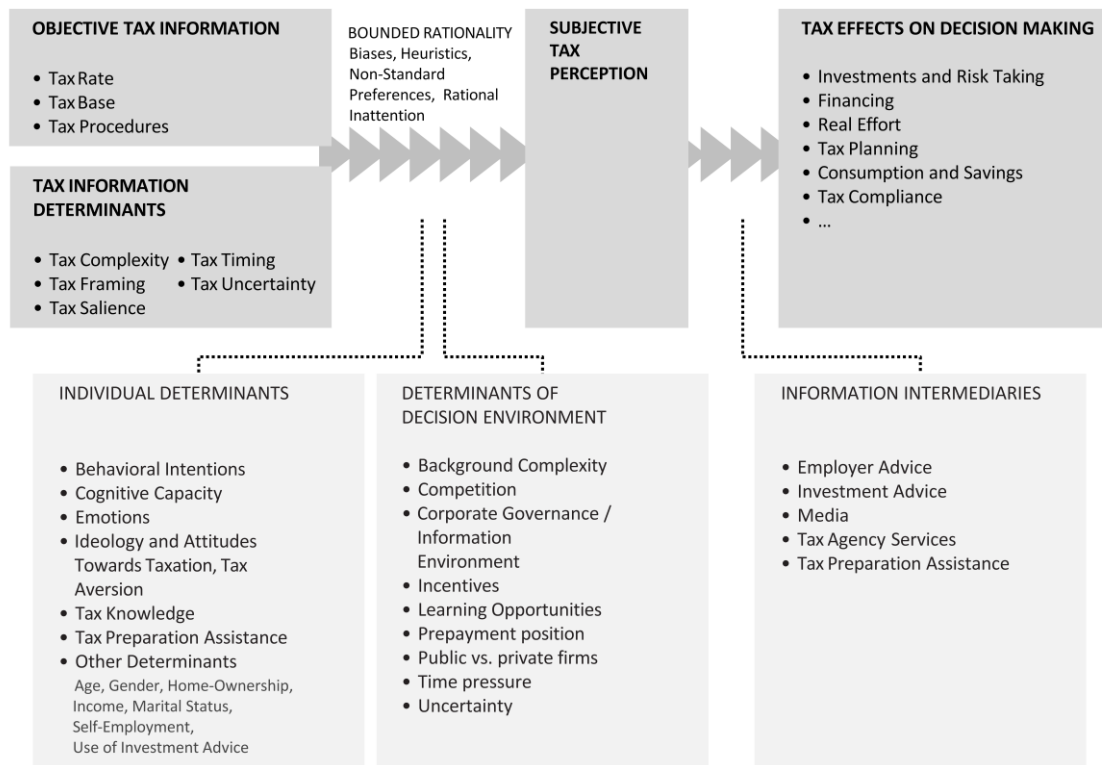 OBJECTIVE TAX INFORMATION
• Tax Rate
• Tax Base
• Tax Procedures
TAX INFORMATION
DETERMINANTS
• Tax Complexity • Tax Timing
• Tax Framing • Tax Uncertainty
• Tax Salience
BOUNDED RATIONALITY
Biases, Heuristics,
Non-Standard
Preferences, Rational
Inattention
SUBJECTIVE
TAX
PERCEPTION
TAX EFFECTS ON DECISION MAKING
• Investments and Risk Taking
• Financing
• Real Effort
• Tax Planning
• Consumption and Savings
• Tax Compliance
• ...
INDIVIDUAL DETERMINANTS
• Behavioral Intentions
• Cognitive Capacity
• Emotions
• Ideology and Attitudes
Towards Taxation, Tax
Aversion
• Tax Knowledge
• Tax Preparation Assistance
• Other Determinants
Age, Gender, Home-Ownership,
Income, Marital Status,
Self-Employment,
Use of Investment Advice
DETERMINANTS OF
DECISION ENVIRONMENT
• Background Complexity
• Competition
• Corporate Governance /
Information
Environment
• Incentives
• Learning Opportunities
• Prepayment position
• Public vs. private firms
• Time pressure
• Uncertainty
INFORMATION INTERMEDIARIES
• Employer Advice
• Investment Advice
• Media
• Tax Agency Services
• Tax Preparation Assistance